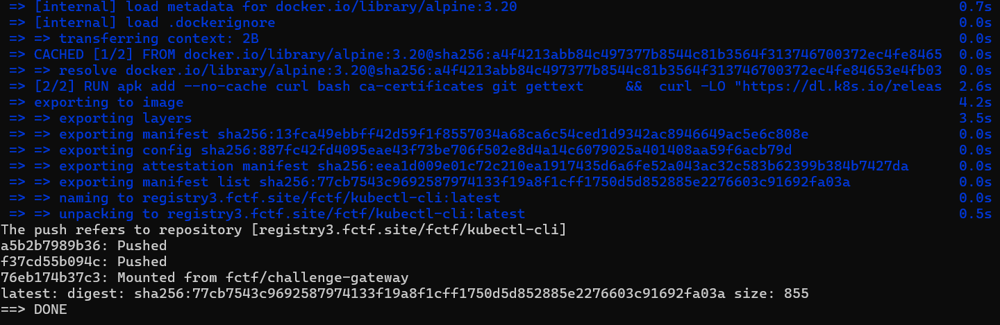 => [internal] load metadata for docker.io/library/alpine:3.20 0.7s
=> [internal] load .dockerignore 0.0s
=> => transferring context: 2B 0.0s
=> CACHED [1/2] FROM docker.io/library/alpine:3.20@sha256:a4f4213abb84c497377b8544c81b3564f313746700372ec4fe8465 0.0s
=> => resolve docker.io/library/alpine:3.20@sha256:a4f4213abb84c497377b8544c81b3564f313746700372ec4fe84653e4fb03 0.0s
=> [2/2] RUN apk add --no-cache curl bash ca-certificates git gettext     &&  curl -LO "https://dl.k8s.io/releas 2.6s
=> exporting to image 4.2s
=> => exporting layers 3.5s
=> => exporting manifest sha256:13fca49ebbff42d59f1f8557034a68ca6c54ced1d9342ac8946649ac5e6c808e 0.0s
=> => exporting config sha256:887fc42fd4095eae43f73be706f502e8d4a14c6079025a401408aa59f6acb79d 0.0s
=> => exporting attestation manifest sha256:eea1d009e01c72c210ea1917435d6a6fe52a043ac32c583b62399b384b7427da 0.0s
=> => exporting manifest list sha256:77cb7543c9692587974133f19a8f1cff1750d5d852885e2276603c91692fa03a 0.0s
=> => naming to registry3.fctf.site/fctf/kubectl-cli:latest 0.0s
=> => unpacking to registry3.fctf.site/fctf/kubectl-cli:latest 0.5s
The push refers to repository [registry3.fctf.site/fctf/kubectl-cli]
a5b2b7989b36: Pushed
f37cd55b094c: Pushed
76eb174b37c3: Mounted from fctf/challenge-gateway
latest: digest: sha256:77cb7543c9692587974133f19a8f1cff1750d5d852885e2276603c91692fa03a size: 855
==> DONE